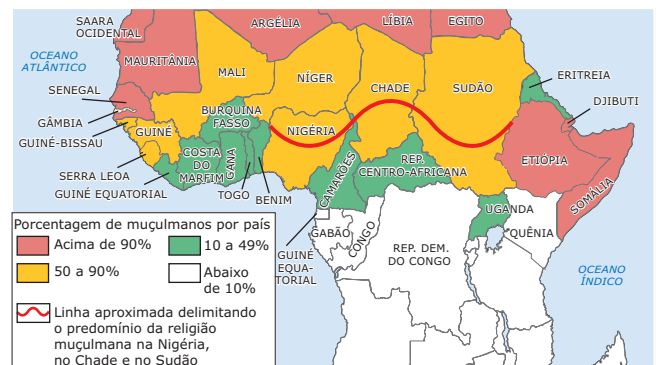 SAARA
OCIDENTAL
ARGÉLIA
LÍBIA
EGITO
OCEANO
ATLÂNTICO
MAURITÂNIA
MALI
NÍGER
CHADE
SUDÃO
ERITREIA
SENEGAL
DJIBUTI
GÂMBIA
BURQUINA
FASSO
NIGÉRIA
GUINÉ
GUINÉ-BISSAU
COSTA
DO
MARFIM
GANA
CAMARÕES
REP.
CENTRO-AFRICANA
ETIÓPIA
SERRA LEOA
GUINÉ EQUATORIAL
TOGO
BENIM
SOMÁLIA
UGANDA
GABÃO
CONGO
QUÊNIA
GUINÉ
EQUA-
TORIAL
REP. DEM.
DO CONGO
OCEANO
ÍNDICO
Porcentagem de muçulmanos por país
Acima de 90%
10 a 49%
50 a 90%
Abaixo
de 10%
Linha aproximada delimitando
o predomínio da religião
muçulmana na Nigéria,
no Chade e no Sudão